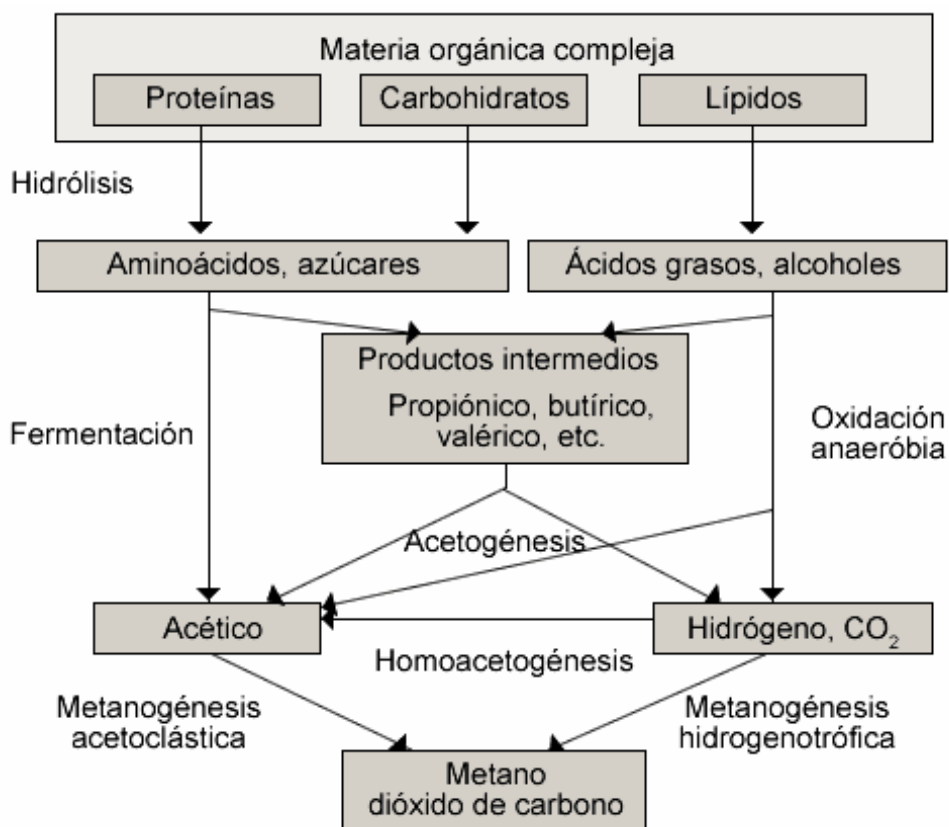 Materia orgánica compleja
Proteínas
Carbohidratos
Lípidos
Hidrólisis
Aminoácidos, azúcares
Ácidos grasos, alcoholes
Productos intermedios
Propiónico, butírico,
valérico, etc.
Fermentación
Oxidación
anaeróbia
Acetogénesis
Acético
Hidrógeno, CO₂
Homoacetogénesis
Metanogénesis
acetoclástica
Metanogénesis
hidrogenotrófica
Metano
dióxido de carbono